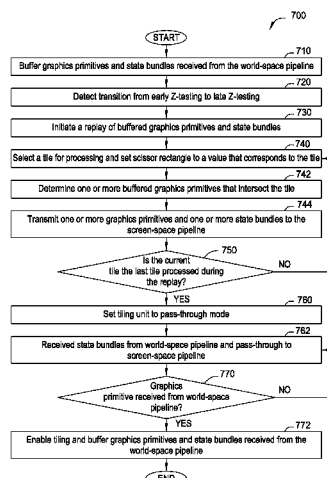 700
START
710
Buffer graphics primitives and state bundles received from the world-space pipeline
720
Detect transition from early Z-testing to late Z-testing
730
Initiate a replay of buffered graphics primitives and state bundles
740
Select a tile for processing and set scissor rectangle to a value that corresponds to the tile
742
Determine one or more buffered graphics primitives that intersect the tile
744
Transmit one or more graphics primitives and one or more state bundles to the
screen-space pipeline
750
Is the current
tile the last tile processed during
the replay?
NO
YES
760
Set tiling unit to pass-through mode
762
Received state bundles from world-space pipeline and pass-through to
screen-space pipeline
770
Graphics
primitive received from world-space
pipeline?
NO
YES
772
Enable tiling and buffer graphics primitives and state bundles received from the
world-space pipeline
END